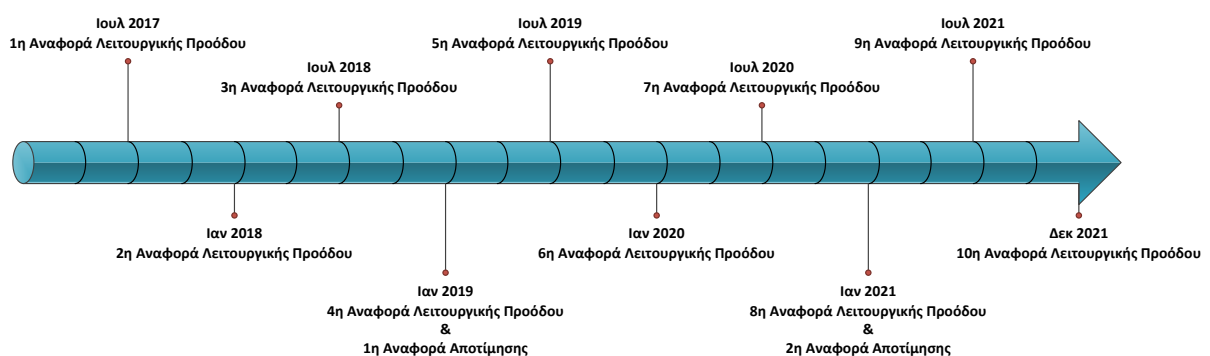 Ιουλ 2017
1η Αναφορά Λειτουργικής Προόδου
Ιαν 2018
2η Αναφορά Λειτουργικής Προόδου
Ιουλ 2018
3η Αναφορά Λειτουργικής Προόδου
Ιαν 2019
4η Αναφορά Λειτουργικής Προόδου
&
1η Αναφορά Αποτίμησης
Ιουλ 2019
5η Αναφορά Λειτουργικής Προόδου
Ιαν 2020
6η Αναφορά Λειτουργικής Προόδου
Ιουλ 2020
7η Αναφορά Λειτουργικής Προόδου
Ιαν 2021
8η Αναφορά Λειτουργικής Προόδου
&
2η Αναφορά Αποτίμησης
Ιουλ 2021
9η Αναφορά Λειτουργικής Προόδου
Δεκ 2021
10η Αναφορά Λειτουργικής Προόδου